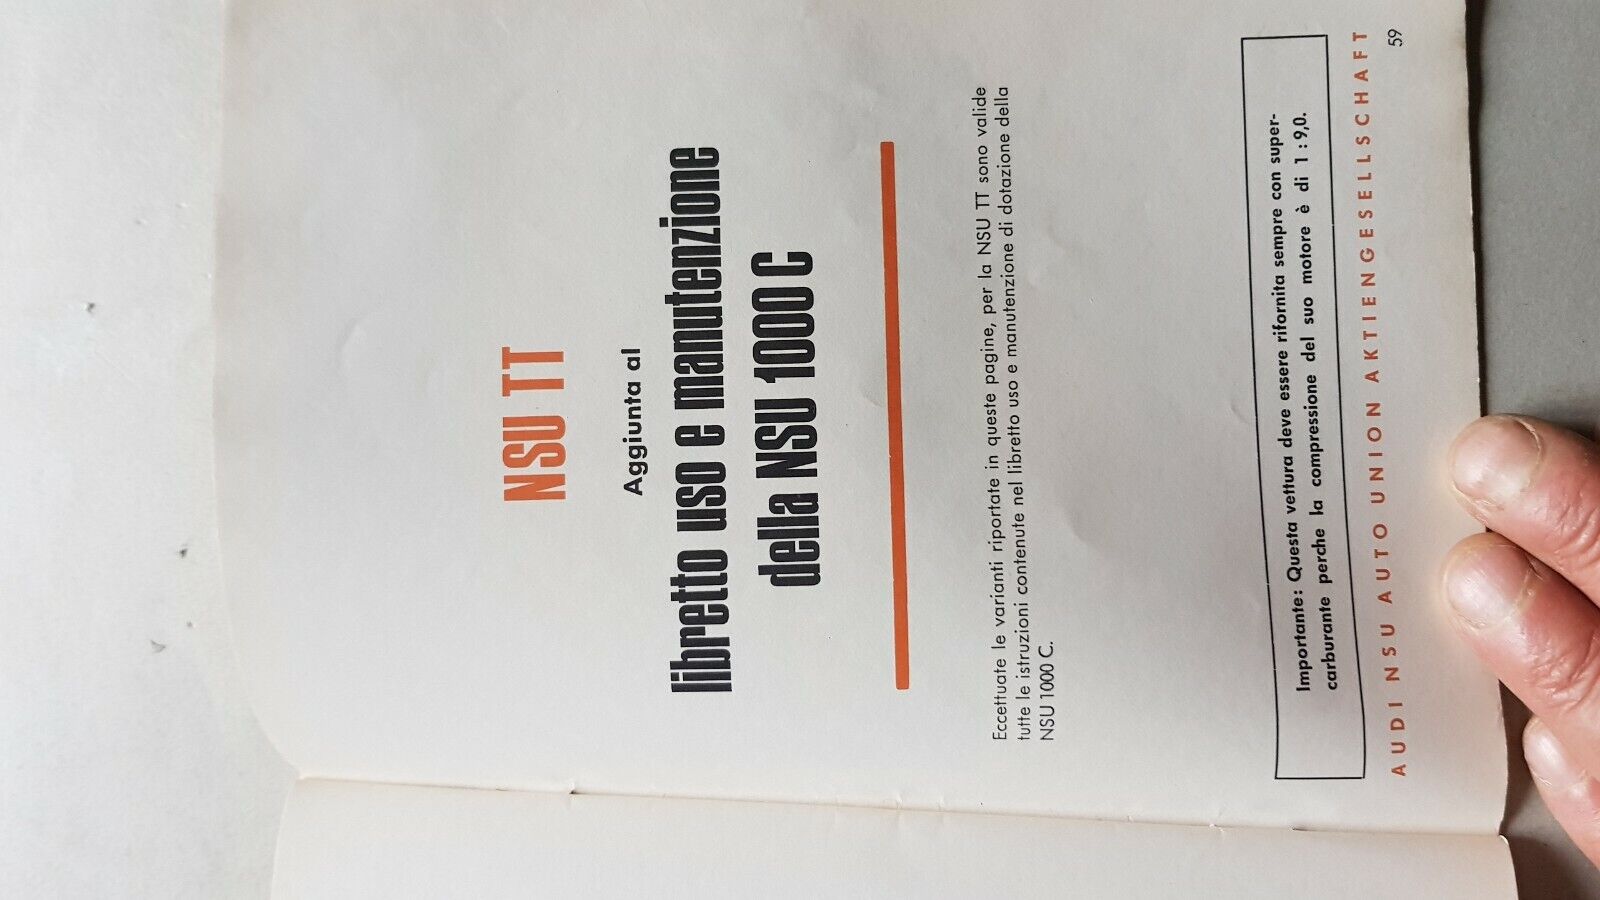 NSU TT
Aggiunta al
libretto uso e manutenzione
della NSU 1000 C
Eccettuate le varianti riportate in queste pagine, per la NSU TT sono valide
tutte le istruzioni contenute nel libretto uso e manutenzione di dotazione della
NSU 1000 C.
Importante: Questa vettura deve essere rifornita sempre con super-
carburante perche la compressione del suo motore è di 1 : 9,0.
AUDI NSU AUTO UNION AKTIENGESELLSCHAFT
59